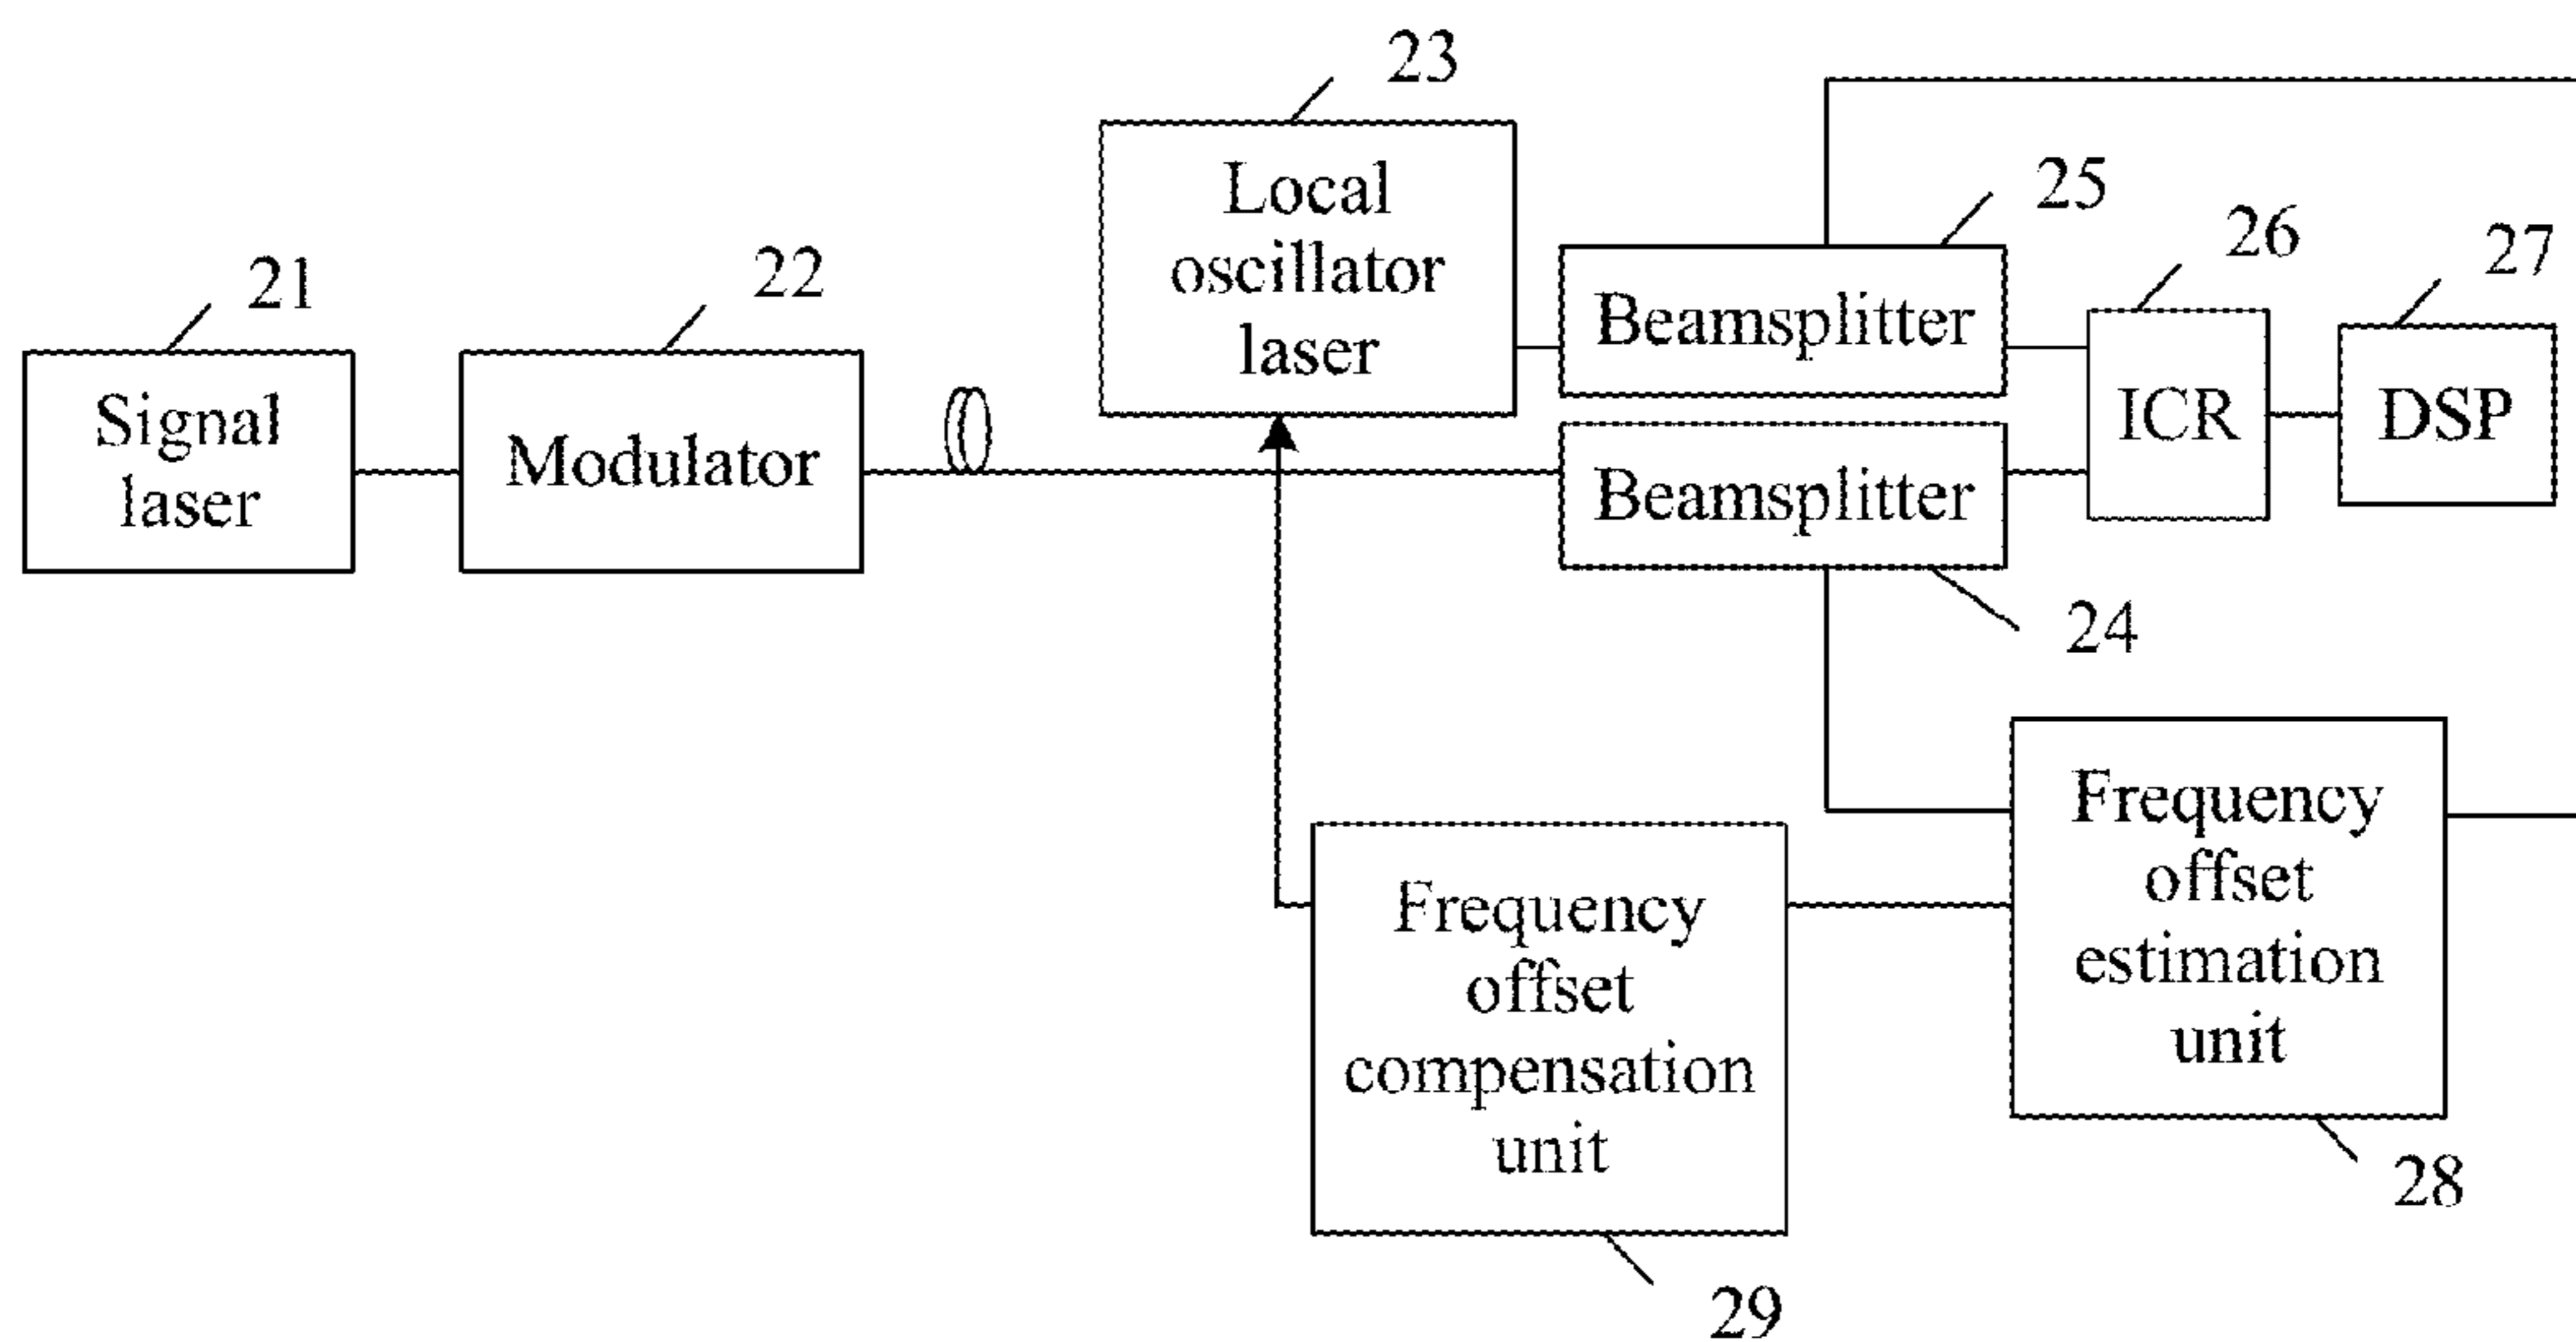 23
Local
oscillator
laser
25
Beamsplitter
26
ICR
27
DSP
21
Signal
laser
22
Modulator
Beamsplitter
24
Frequency
offset
estimation
unit
28
Frequency
offset
compensation
unit
29